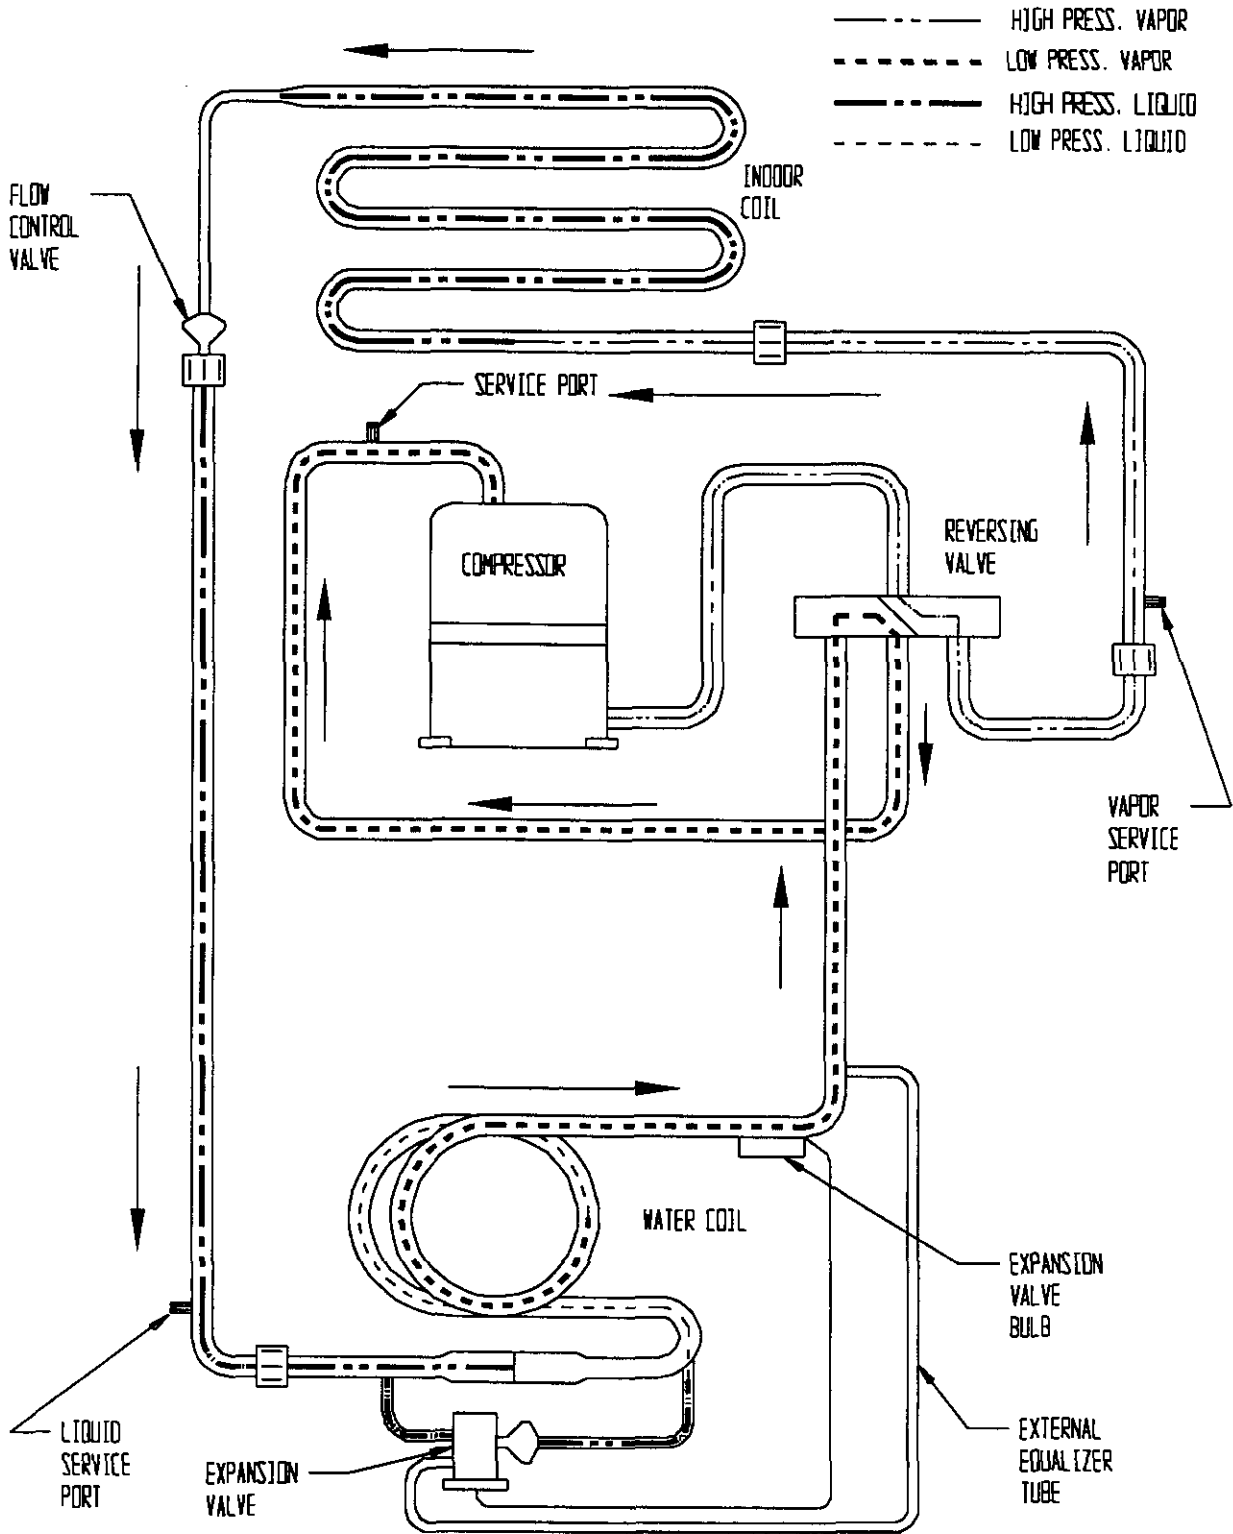 HIGH PRESS. VAPOR
LOW PRESS. VAPOR
HIGH PRESS. LIQUID
LOW PRESS. LIQUID
INDOOR
COIL
FLOW
CONTROL
VALVE
SERVICE PORT
COMPRESSOR
REVERSING
VALVE
VAPOR
SERVICE
PORT
WATER COIL
EXPANSION
VALVE
BULB
LIQUID
SERVICE
PORT
EXPANSION
VALVE
EXTERNAL
EQUALIZER
TUBE